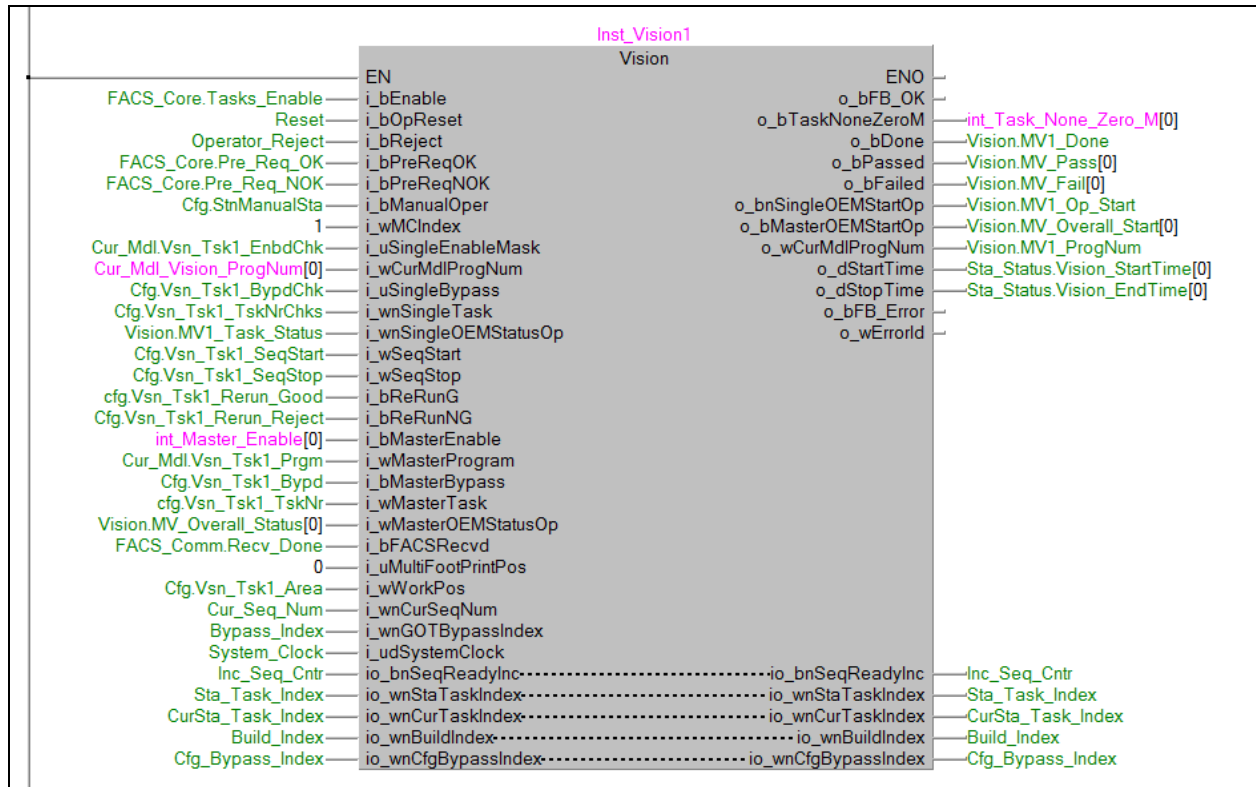 Inst_Vision1
Vision
EN ENO
FACS_Core.Tasks_Enable i_bEnable o_bFB_OK
Reset i_bOpReset o_bTaskNoneZeroM int_Task_None_Zero_M[0]
Operator_Reject i_bReject o_bDone Vision.MV1_Done
FACS_Core.Pre_Req_OK i_bPreReqOK o_bPassed Vision.MV_Pass[0]
FACS_Core.Pre_Req_NOK i_bPreReqNOK o_bFailed Vision.MV_Fail[0]
Cfg.StnManualSta i_bManualOper o_bnSingleOEMStartOp Vision.MV1_Op_Start
1 i_wMCIndex o_bMasterOEMStartOp Vision.MV_Overall_Start[0]
Cur_Mdl.Vsn_Tsk1_EnbdChk i_uSingleEnableMask o_wCurMdlProgNum Vision.MV1_ProgNum
Cur_Mdl_Vision_ProgNum[0] i_wCurMdlProgNum o_dStartTime Sta_Status.Vision_StartTime[0]
Cfg.Vsn_Tsk1_BypdChk i_uSingleBypass o_dStopTime Sta_Status.Vision_EndTime[0]
Cfg.Vsn_Tsk1_TskNrChks i_wnSingleTask o_bFB_Error
Vision.MV1_Task_Status i_wnSingleOEMStatusOp o_wErrorId
Cfg.Vsn_Tsk1_SeqStart i_wSeqStart
Cfg.Vsn_Tsk1_SeqStop i_wSeqStop
cfg.Vsn_Tsk1_Rerun_Good i_bReRunG
Cfg.Vsn_Tsk1_Rerun_Reject i_bReRunNG
int_Master_Enable[0] i_bMasterEnable
Cur_Mdl.Vsn_Tsk1_Prgm i_wMasterProgram
Cfg.Vsn_Tsk1_Bypd i_bMasterBypass
cfg.Vsn_Tsk1_TskNr i_wMasterTask
Vision.MV_Overall_Status[0] i_wMasterOEMStatusOp
FACS_Comm.Recv_Done i_bFACSRecvd
0 i_uMultiFootPrintPos
Cfg.Vsn_Tsk1_Area i_wWorkPos
Cur_Seq_Num i_wnCurSeqNum
Bypass_Index i_wnGOTBypassIndex
System_Clock i_udSystemClock
Inc_Seq_Cntr io_bnSeqReadyInc io_bnSeqReadyInc Inc_Seq_Cntr
Sta_Task_Index io_wnStaTaskIndex io_wnStaTaskIndex Sta_Task_Index
CurSta_Task_Index io_wnCurTaskIndex io_wnCurTaskIndex CurSta_Task_Index
Build_Index io_wnBuildIndex io_wnBuildIndex Build_Index
Cfg_Bypass_Index io_wnCfgBypassIndex io_wnCfgBypassIndex Cfg_Bypass_Index